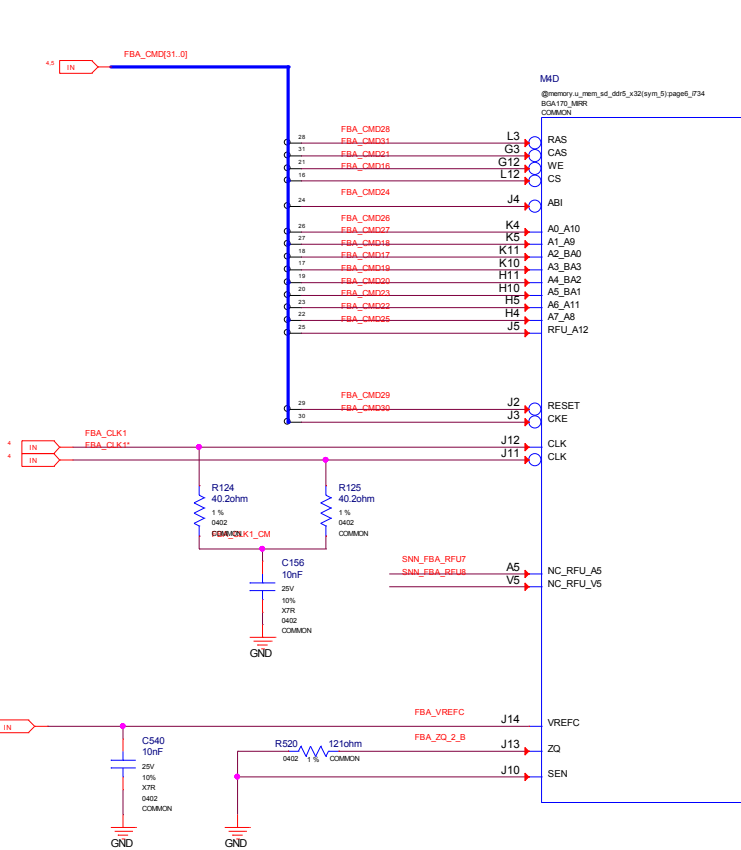 FBA_CMD[31..0]
4,5 IN
M4D
@memory.u_mem_sd_ddr5_x32(sym_5):page6_i734
BGA170_MIRR
COMMON
FBA_CMD28
28 L3 RAS
FBA_CMD31
31 G3 CAS
FBA_CMD21
21 G12 WE
FBA_CMD16
16 L12 CS
FBA_CMD24
24 J4 ABI
FBA_CMD26
26 K4 A0_A10
FBA_CMD27
27 K5 A1_A9
FBA_CMD18
18 K11 A2_BA0
FBA_CMD17
17 K10 A3_BA3
FBA_CMD19
19 H11 A4_BA2
FBA_CMD20
20 H10 A5_BA1
FBA_CMD23
23 H5 A6_A11
FBA_CMD22
22 H4 A7_A8
FBA_CMD25
25 J5 RFU_A12
FBA_CMD29
29 J2 RESET
FBA_CMD30
30 J3 CKE
FBA_CLK1
4 IN J12 CLK
FBA_CLK1*
4 IN J11 CLK
R124
40.2ohm
1 %
0402
COMMON
R125
40.2ohm
1 %
0402
COMMON
FBA_CLK1_CM
C156
10nF
25V
10%
X7R
0402
COMMON
GND
SNN_FBA_RFU7
A5 NC_RFU_A5
SNN_FBA_RFU8
V5 NC_RFU_V5
FBA_VREFC
IN J14 VREFC
FBA_ZQ_2_B
J13 ZQ
R520 121ohm
0402 1 % COMMON
J10 SEN
C540
10nF
25V
10%
X7R
0402
COMMON
GND GND